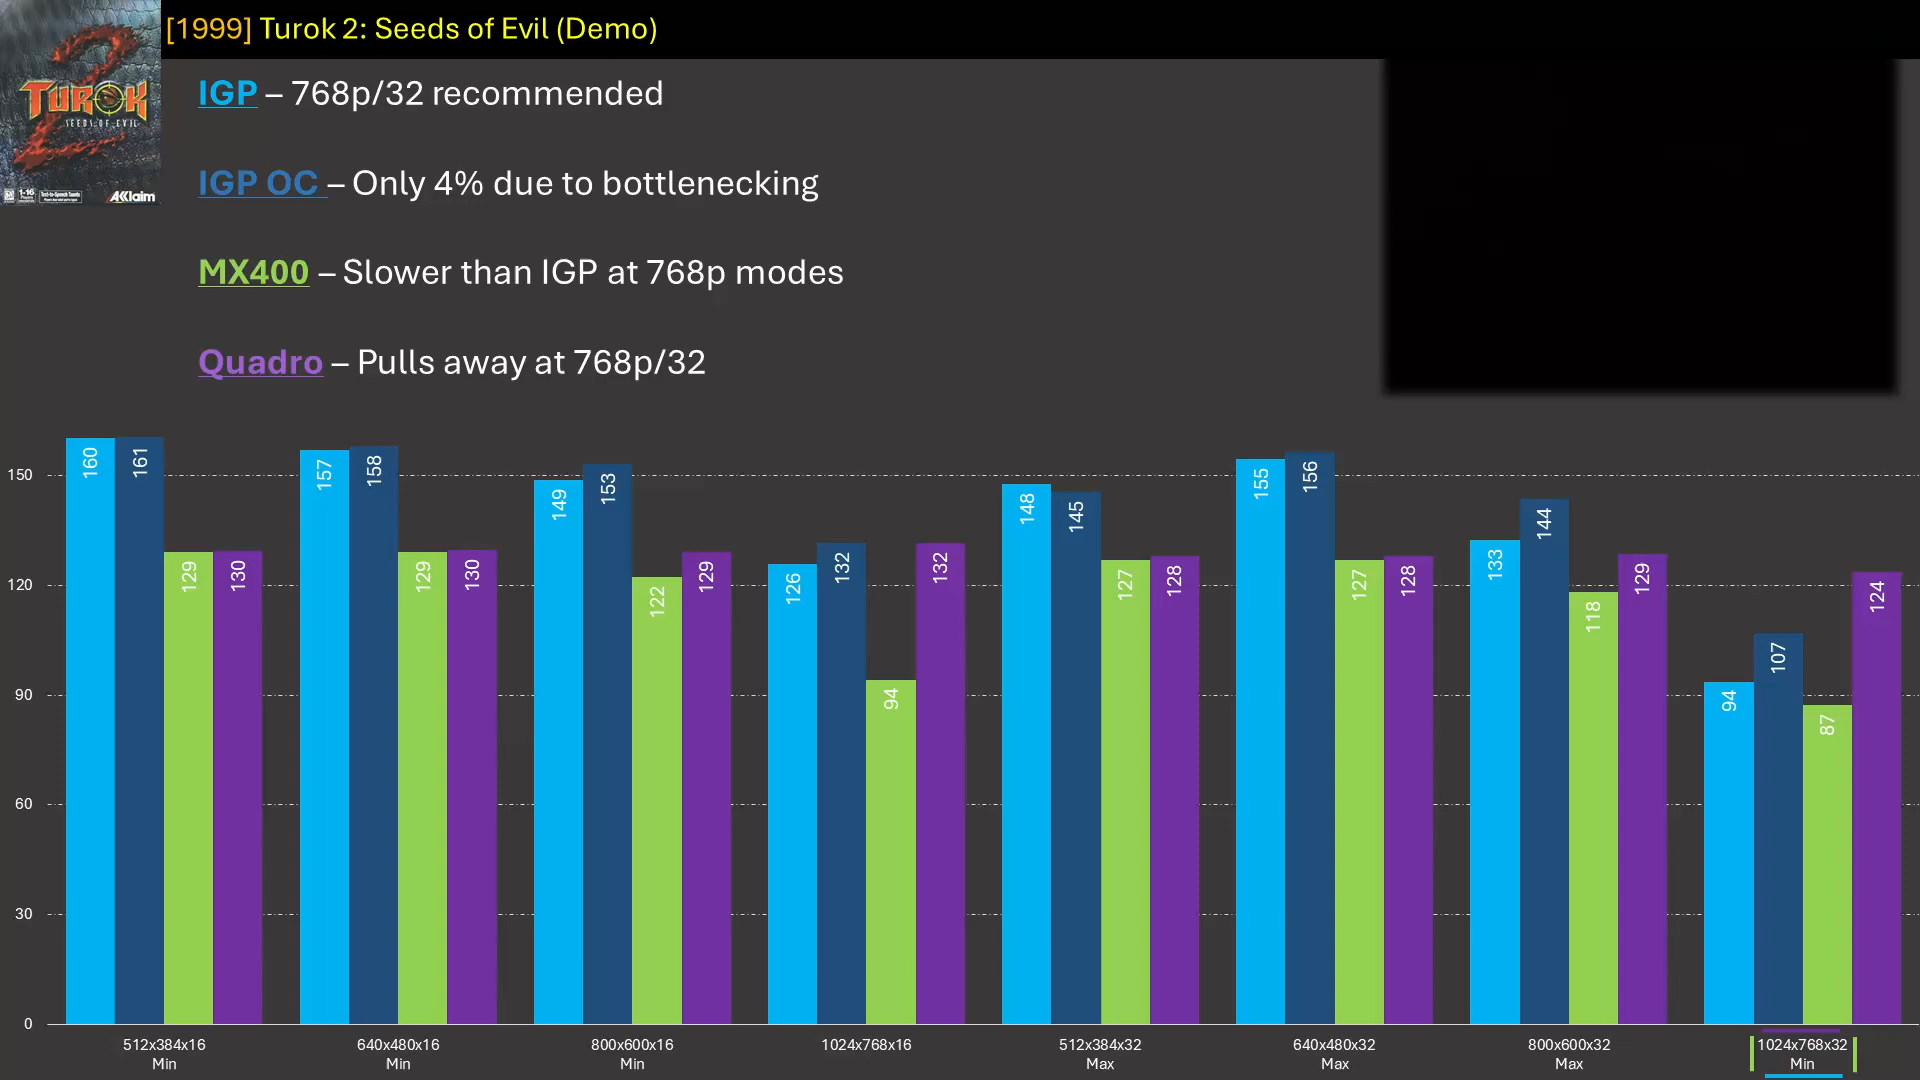 [1999] Turok 2: Seeds of Evil (Demo)
2
TUROK
SEEDS OF EVIL
AKklaim
IGP – 768p/32 recommended
IGP OC – Only 4% due to bottlenecking
MX400 – Slower than IGP at 768p modes
Quadro – Pulls away at 768p/32
150
120
90
60
30
0
160 161 129 130
157 158 129 130
149 153 122 129
126 132 94 132
148 145 127 128
155 156 127 128
133 144 118 129
94 107 87 124
512x384x16
Min
640x480x16
Min
800x600x16
Min
1024x768x16
512x384x32
Max
640x480x32
Max
800x600x32
Max
1024x768x32
Min